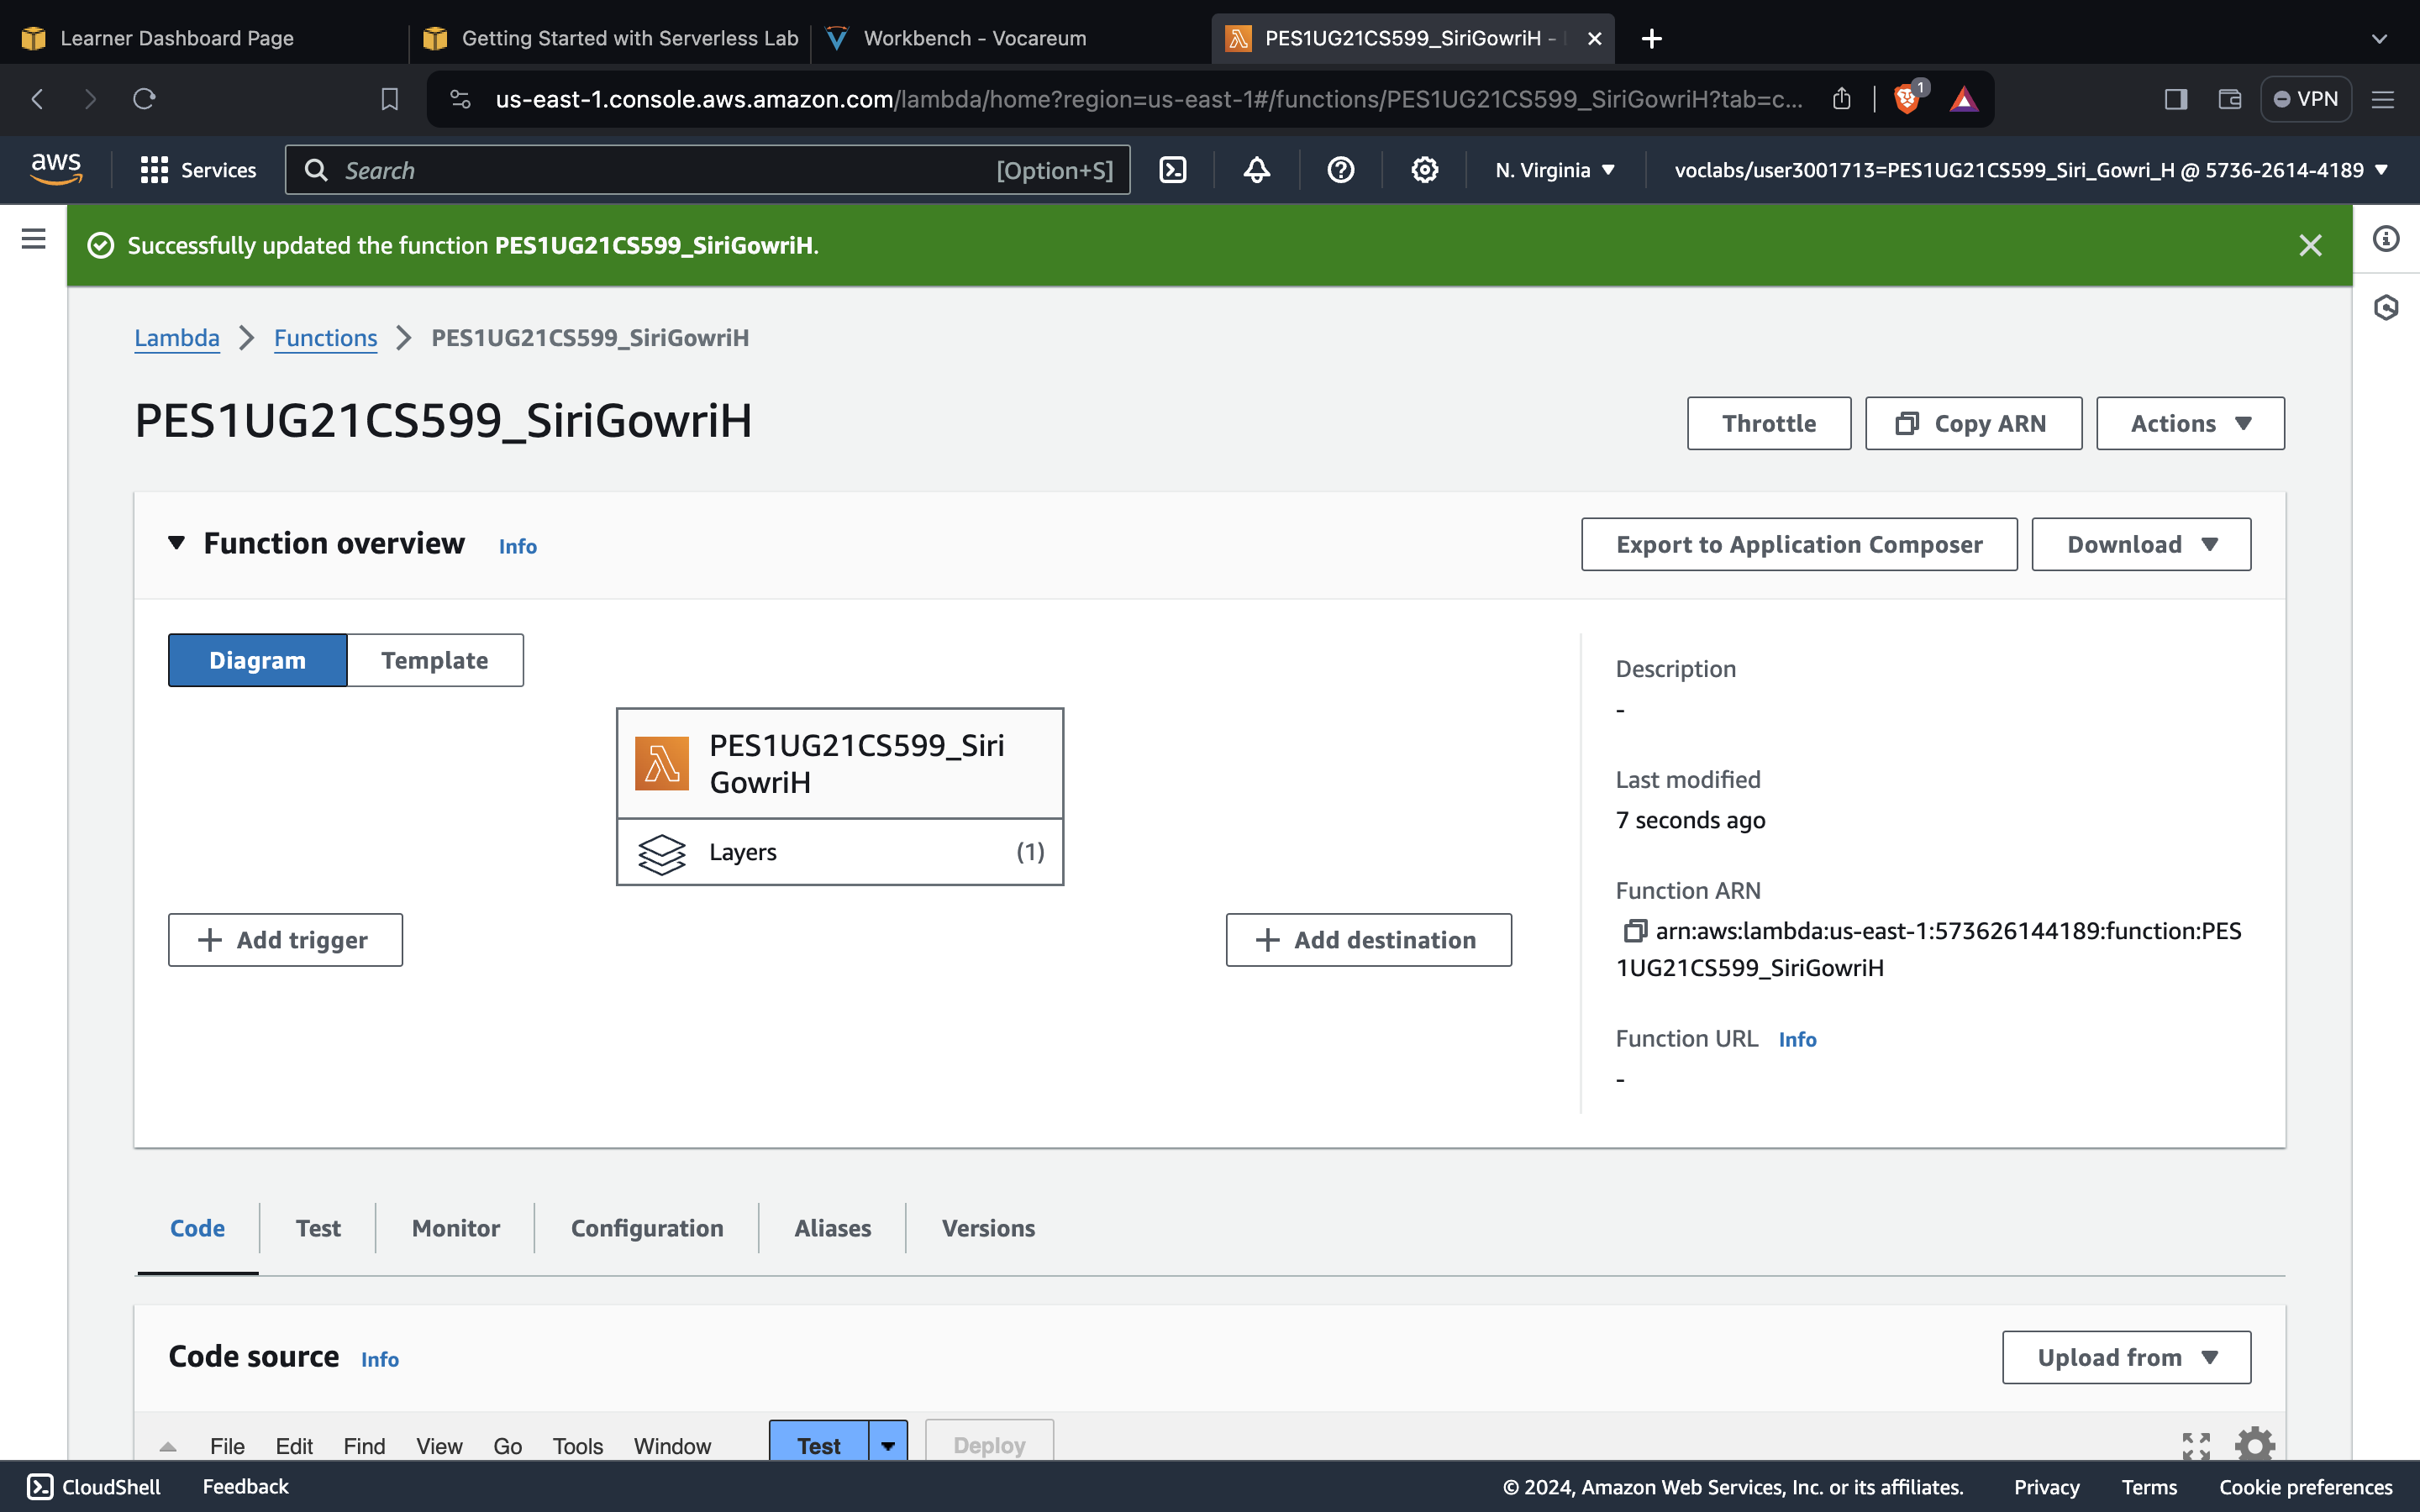 Learner Dashboard Page
Getting Started with Serverless Lab
Workbench - Vocareum
PES1UG21CS599_SiriGowriH -
us-east-1.console.aws.amazon.com/lambda/home?region=us-east-1#/functions/PES1UG21CS599_SiriGowriH?tab=c...
1
VPN
aws
Services
Search
[Option+S]
N. Virginia
voclabs/user3001713=PES1UG21CS599_Siri_Gowri_H @ 5736-2614-4189
Successfully updated the function PES1UG21CS599_SiriGowriH.
Lambda
Functions
PES1UG21CS599_SiriGowriH
PES1UG21CS599_SiriGowriH
Throttle
Copy ARN
Actions
Function overview
Info
Export to Application Composer
Download
Diagram
Template
PES1UG21CS599_Siri
GowriH
Layers
(1)
Add trigger
Add destination
Description
-
Last modified
7 seconds ago
Function ARN
arn:aws:lambda:us-east-1:573626144189:function:PES
1UG21CS599_SiriGowriH
Function URL
Info
-
Code
Test
Monitor
Configuration
Aliases
Versions
Code source
Info
Upload from
File
Edit
Find
View
Go
Tools
Window
Test
Deploy
CloudShell
Feedback
© 2024, Amazon Web Services, Inc. or its affiliates.
Privacy
Terms
Cookie preferences